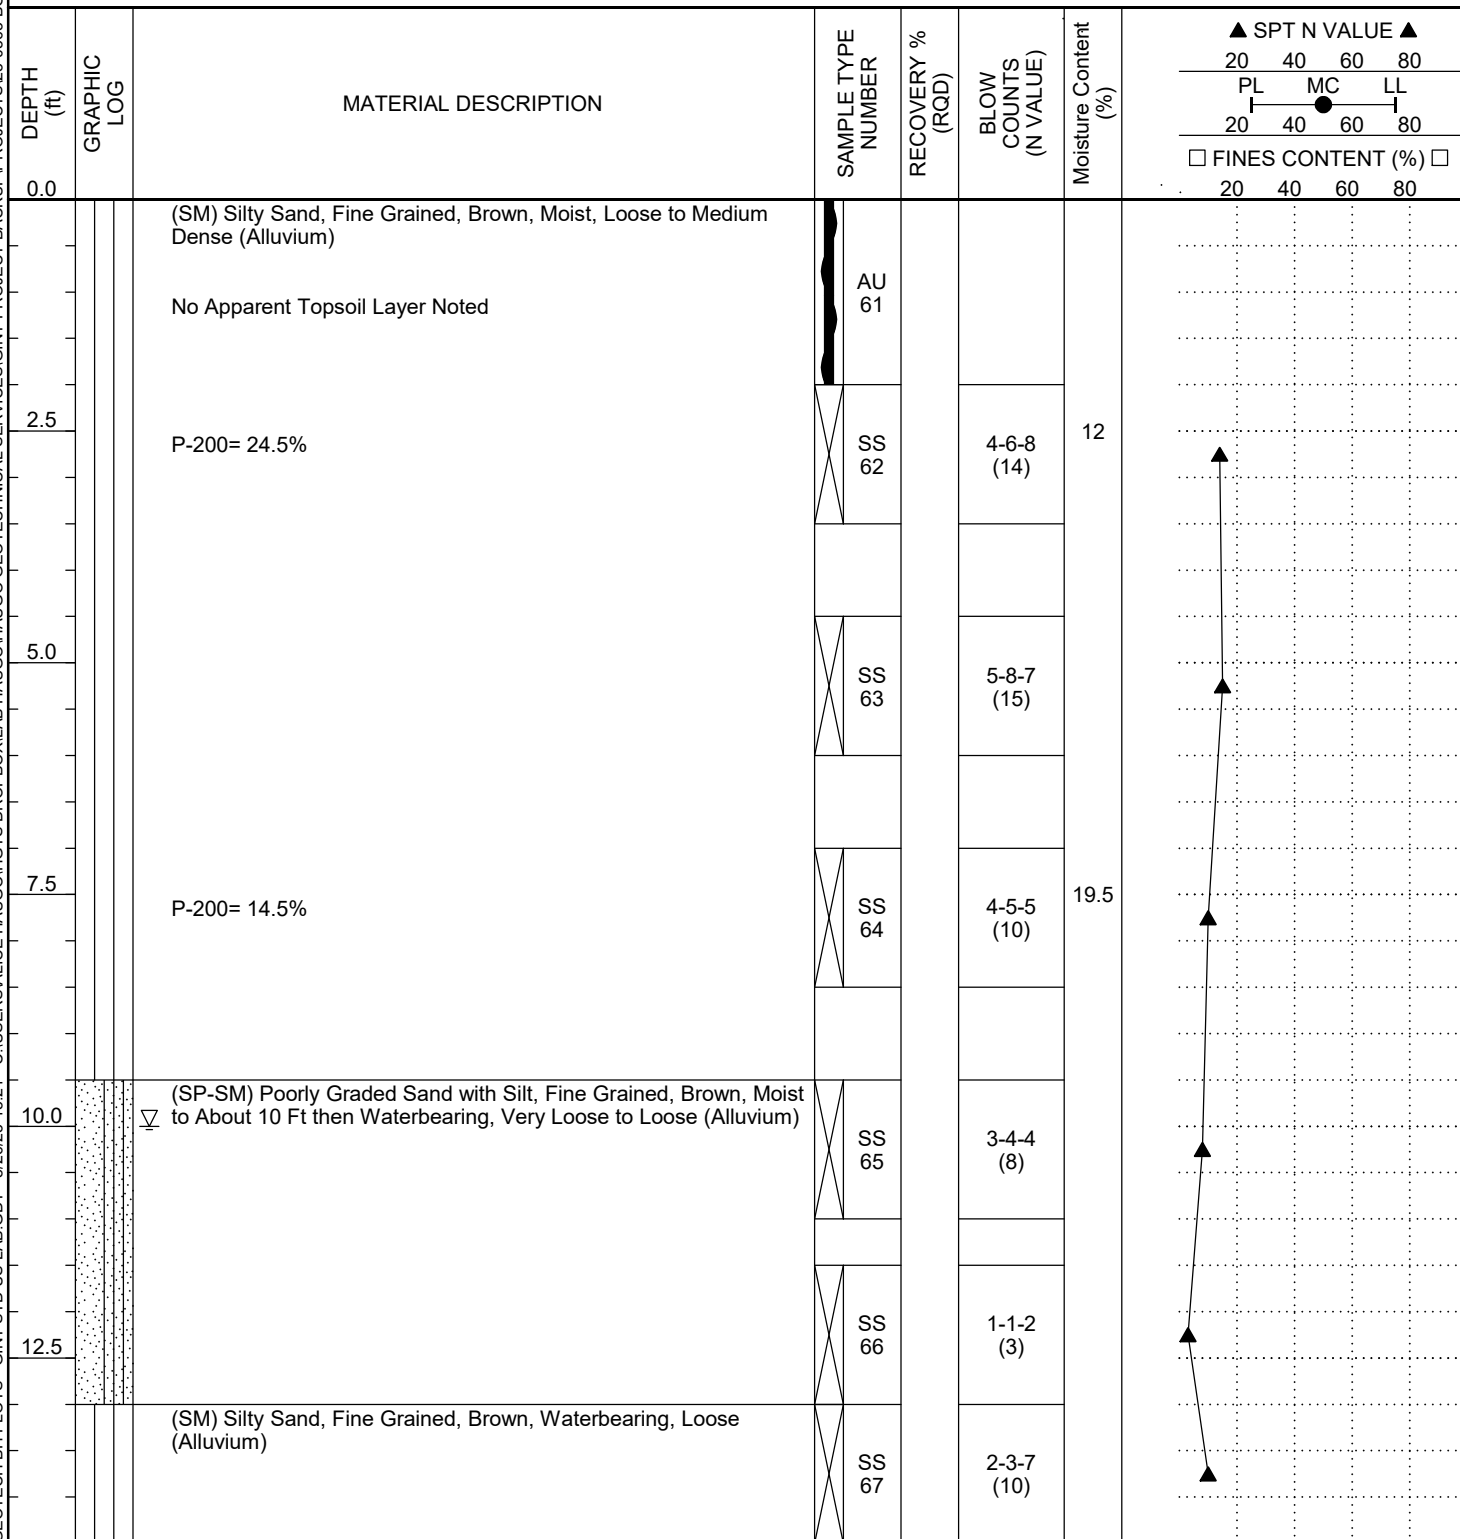 DEPTH
(ft)
GRAPHIC
LOG
MATERIAL DESCRIPTION
SAMPLE TYPE
NUMBER
RECOVERY %
(RQD)
BLOW
COUNTS
(N VALUE)
Moisture Content
(%)
▲ SPT N VALUE ▲
20 40 60 80
PL MC LL
20 40 60 80
□ FINES CONTENT (%) □
20 40 60 80
0.0
(SM) Silty Sand, Fine Grained, Brown, Moist, Loose to Medium
Dense (Alluvium)
No Apparent Topsoil Layer Noted
AU
61
2.5
P-200= 24.5%
SS
62
4-6-8
(14)
12
5.0
SS
63
5-8-7
(15)
7.5
P-200= 14.5%
SS
64
4-5-5
(10)
19.5
(SP-SM) Poorly Graded Sand with Silt, Fine Grained, Brown, Moist
to About 10 Ft then Waterbearing, Very Loose to Loose (Alluvium)
10.0
SS
65
3-4-4
(8)
12.5
SS
66
1-1-2
(3)
(SM) Silty Sand, Fine Grained, Brown, Waterbearing, Loose
(Alluvium)
SS
67
2-3-7
(10)